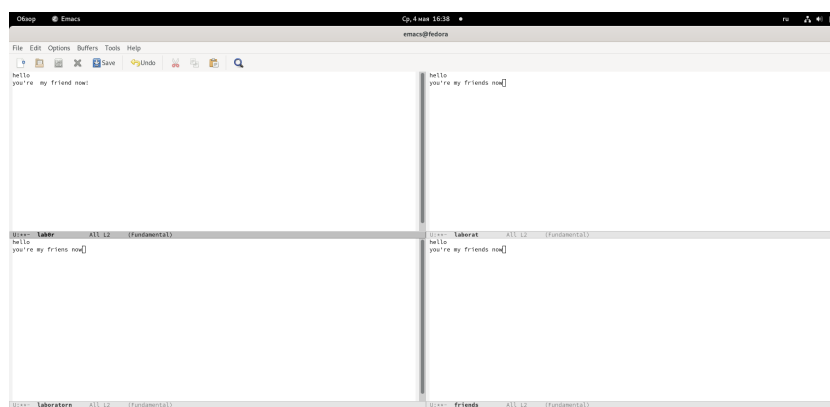 Обзор Emacs Ср, 4 мая 16:38 ru
emacs@fedora
File Edit Options Buffers Tools Help
Save Undo
hello
you're my friend now!
U:**- lab0r All L2 (Fundamental)
hello
you're my friends now
U:**- laborat All L2 (Fundamental)
hello
you're my friens now
U:**- laboratorn All L2 (Fundamental)
hello
you're my friends now
U:**- friends All L2 (Fundamental)